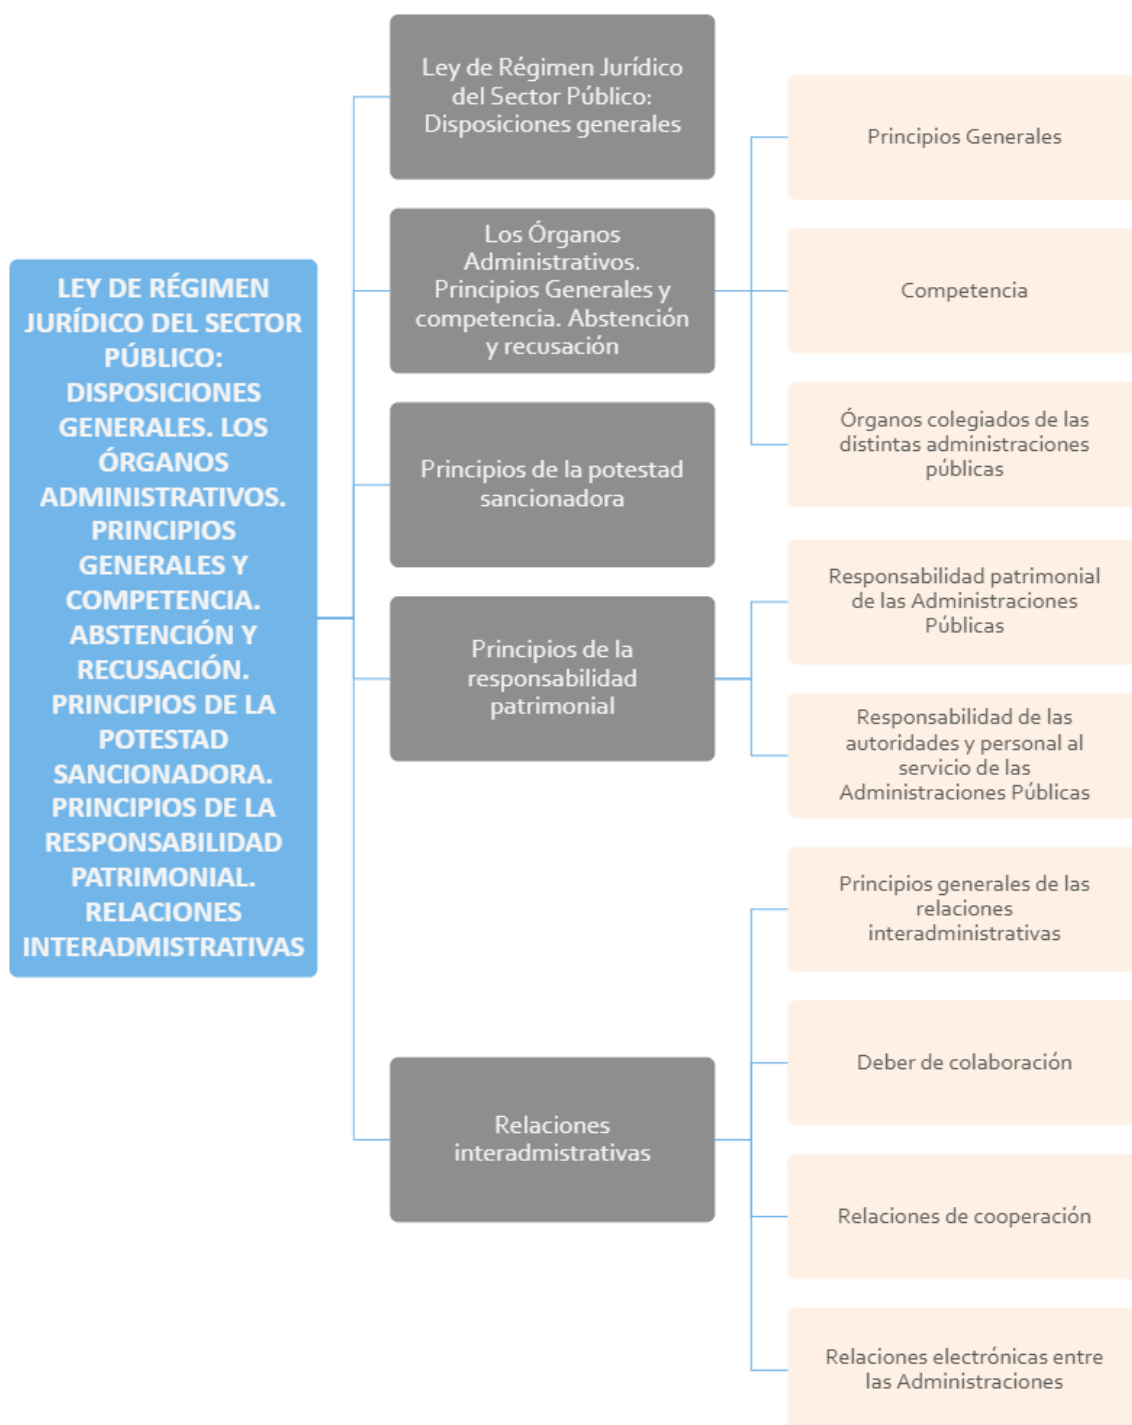 LEY DE RÉGIMEN
JURÍDICO DEL SECTOR
PÚBLICO:
DISPOSICIONES
GENERALES. LOS
ÓRGANOS
ADMINISTRATIVOS.
PRINCIPIOS
GENERALES Y
COMPETENCIA.
ABSTENCIÓN Y
RECUSACIÓN.
PRINCIPIOS DE LA
POTESTAD
SANCIONADORA.
PRINCIPIOS DE LA
RESPONSABILIDAD
PATRIMONIAL.
RELACIONES
INTERADMISTRATIVAS
Ley de Régimen Jurídico
del Sector Público:
Disposiciones generales
Los Órganos
Administrativos.
Principios Generales y
competencia. Abstención
y recusación
Principios Generales
Competencia
Órganos colegiados de las
distintas administraciones
públicas
Principios de la potestad
sancionadora
Principios de la
responsabilidad
patrimonial
Responsabilidad patrimonial
de las Administraciones
Públicas
Responsabilidad de las
autoridades y personal al
servicio de las
Administraciones Públicas
Relaciones
interadmistrativas
Principios generales de las
relaciones
interadministrativas
Deber de colaboración
Relaciones de cooperación
Relaciones electrónicas entre
las Administraciones